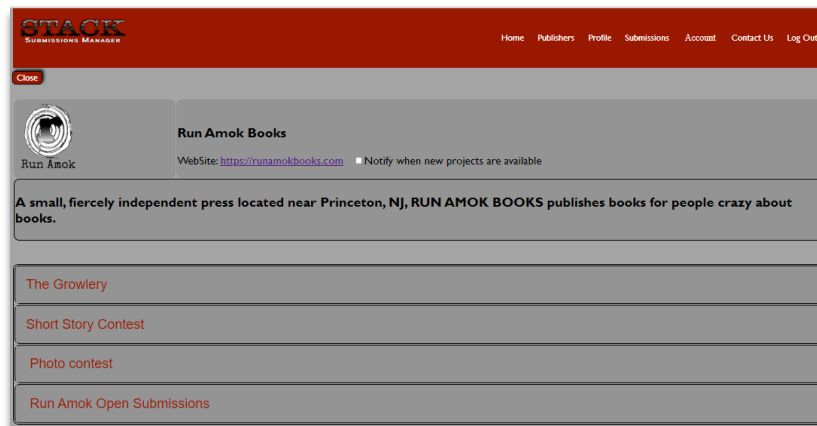 STACK
SUBMISSIONS MANAGER
Home Publishers Profile Submissions Account Contact Us Log Out
Close
Run Amok
Run Amok Books
WebSite: https://runamokbooks.com Notify when new projects are available
A small, fiercely independent press located near Princeton, NJ, RUN AMOK BOOKS publishes books for people crazy about
books.
The Growlery
Short Story Contest
Photo contest
Run Amok Open Submissions